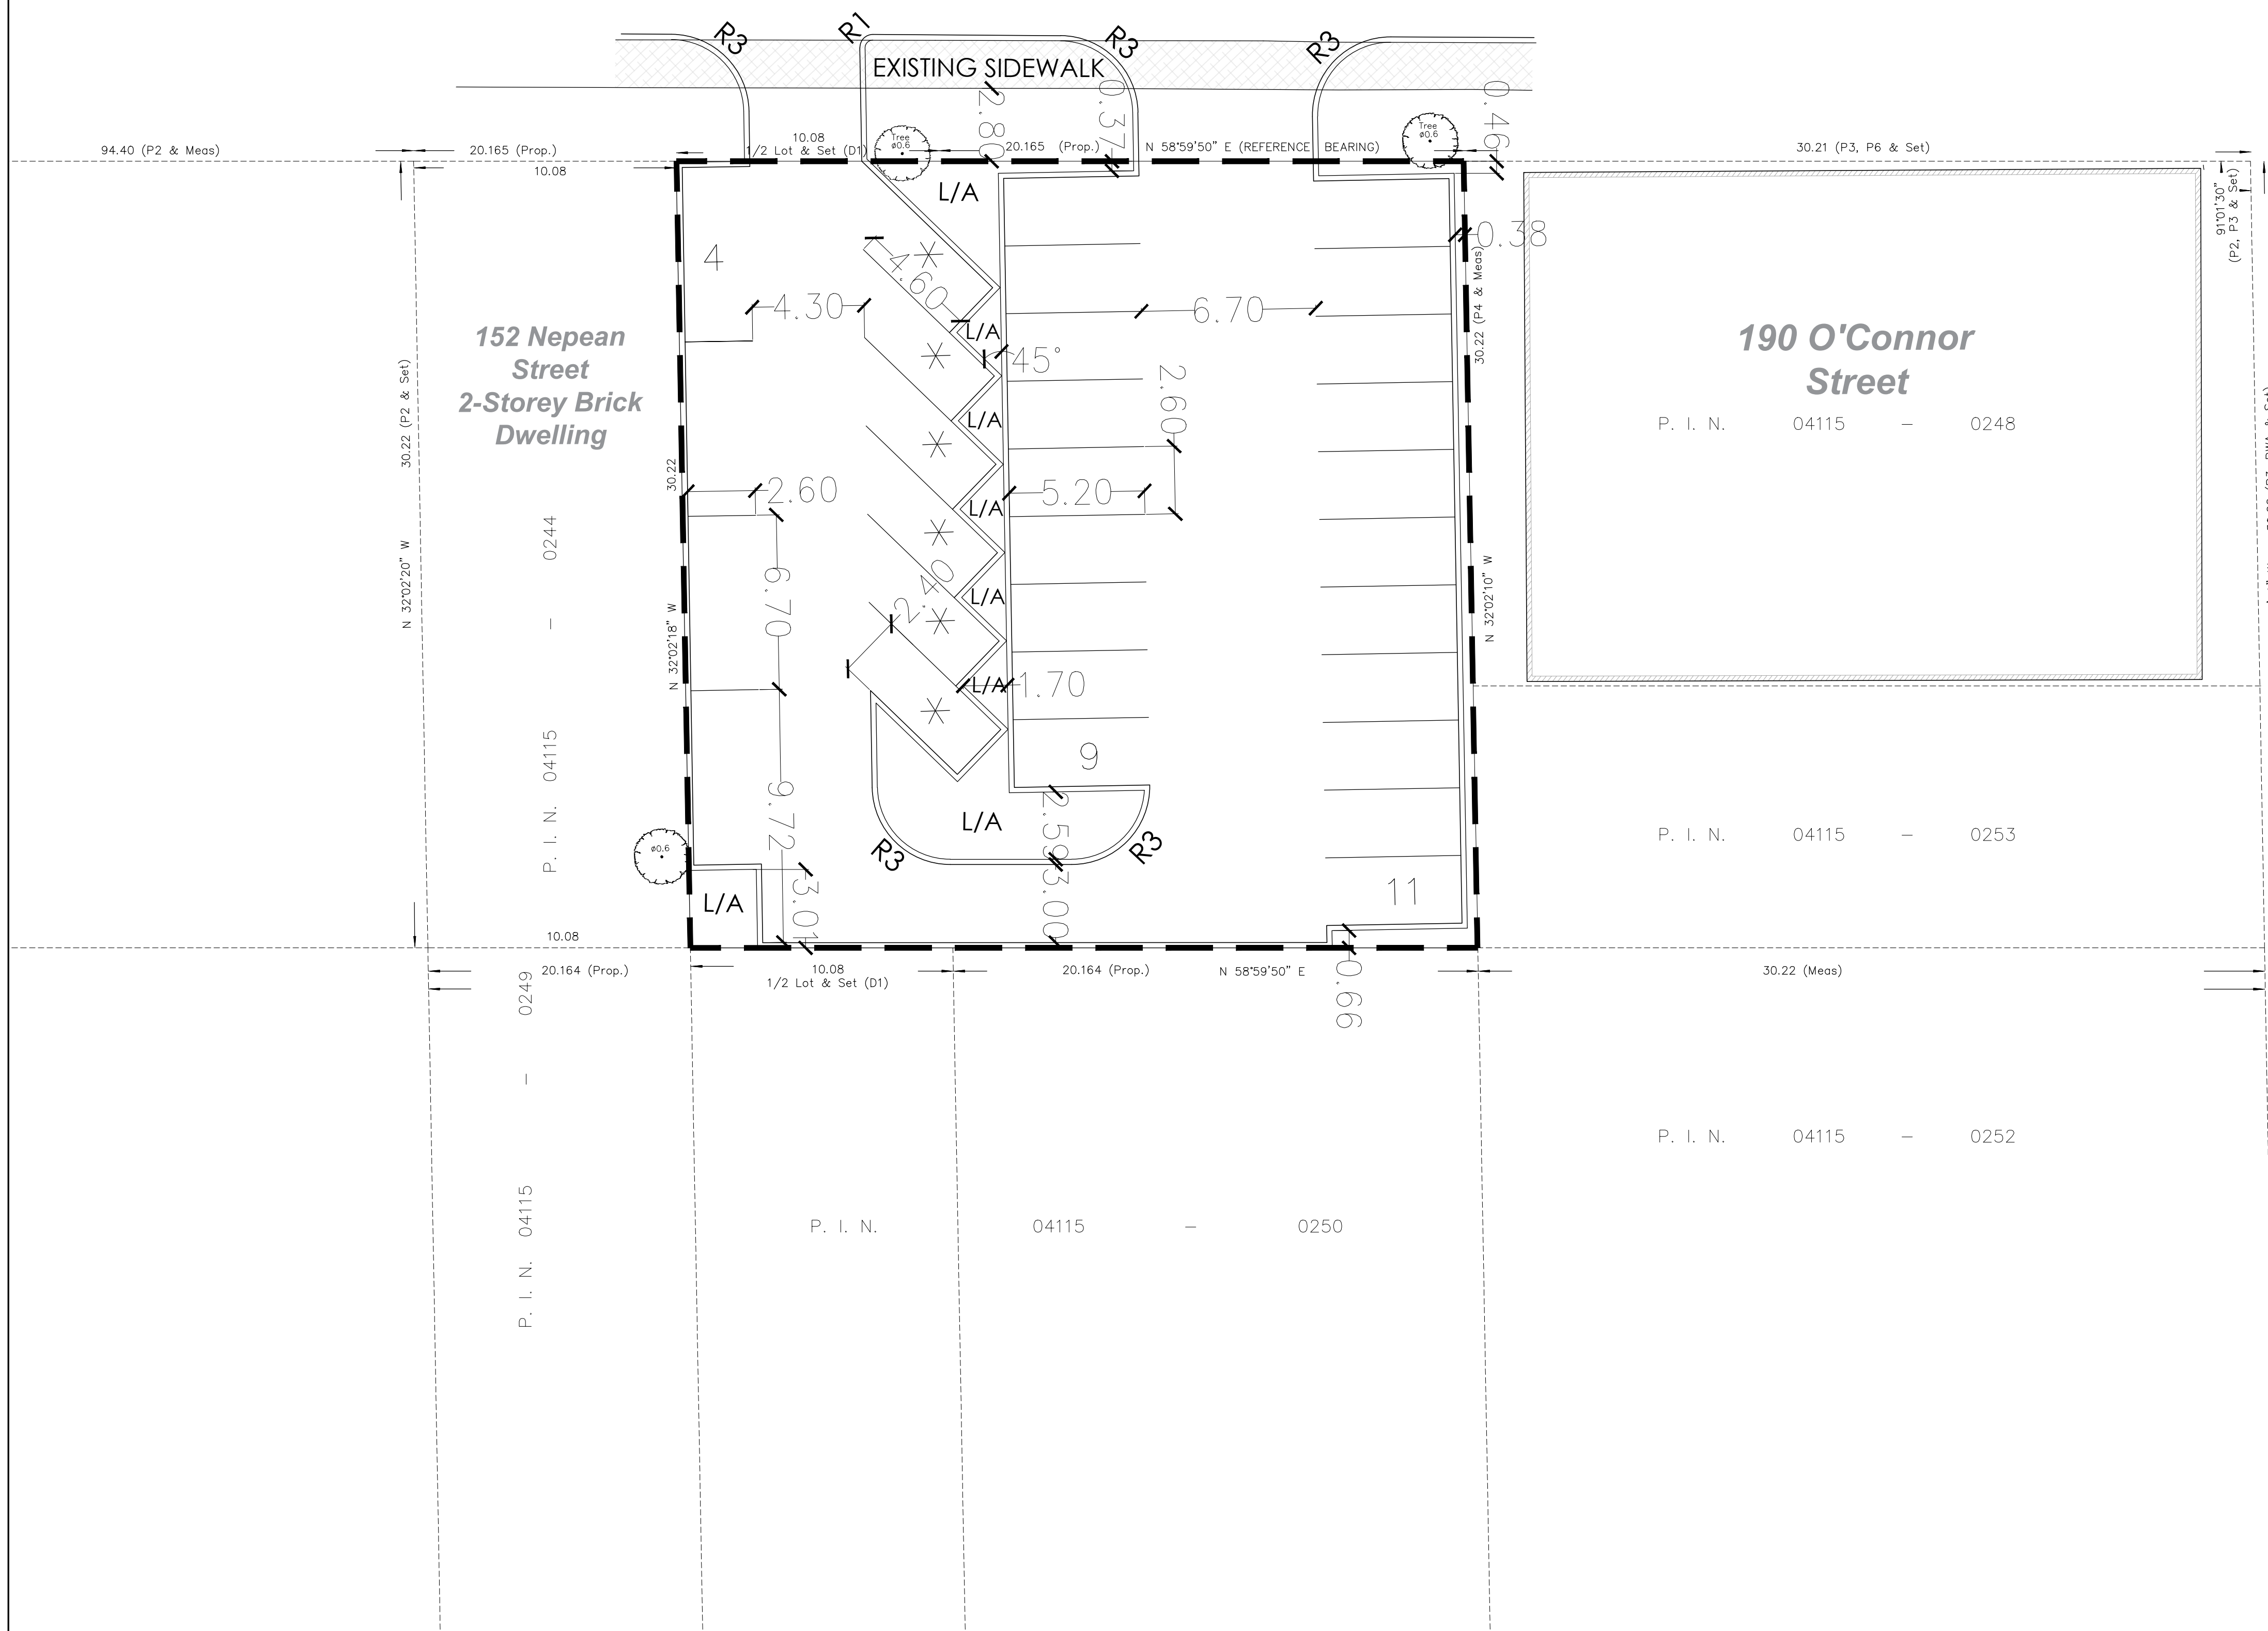 R3
R1
R3
R3
EXISTING SIDEWALK
2.80
0.37
0.46
94.40 (P2 & Meas)
20.165 (Prop.)
10.08
10.08
1/2 Lot & Set (D1)
Tree
ø0.6
20.165 (Prop.)
N 58°59'50" E (REFERENCE BEARING)
Tree
ø0.6
30.21 (P3, P6 & Set)
91°01'30"
(P2, P3 & Set)
L/A
4
0.38
30.22 (P4 & Meas)
4.60
4.30
6.70
L/A
45°
152 Nepean
Street
2-Storey Brick
Dwelling
190 O'Connor
Street
P. I. N. 04115 – 0248
30.22 (P2 & Set)
N 32°02'20" W
30.22
N 32°02'18" W
2.60
L/A
2.60
5.20
L/A
6.70
2.40
L/A
N 32°02'10" W
P. I. N. 04115 – 0244
L/A
1.70
9
9.72
L/A
2.59
R3
R3
3.00
ø0.6
L/A
3.01
11
0.66
P. I. N. 04115 – 0253
10.08
20.164 (Prop.)
10.08
1/2 Lot & Set (D1)
20.164 (Prop.)
N 58°59'50" E
30.22 (Meas)
P. I. N. 04115 – 0249
P. I. N. 04115 – 0252
P. I. N. 04115 – 0250